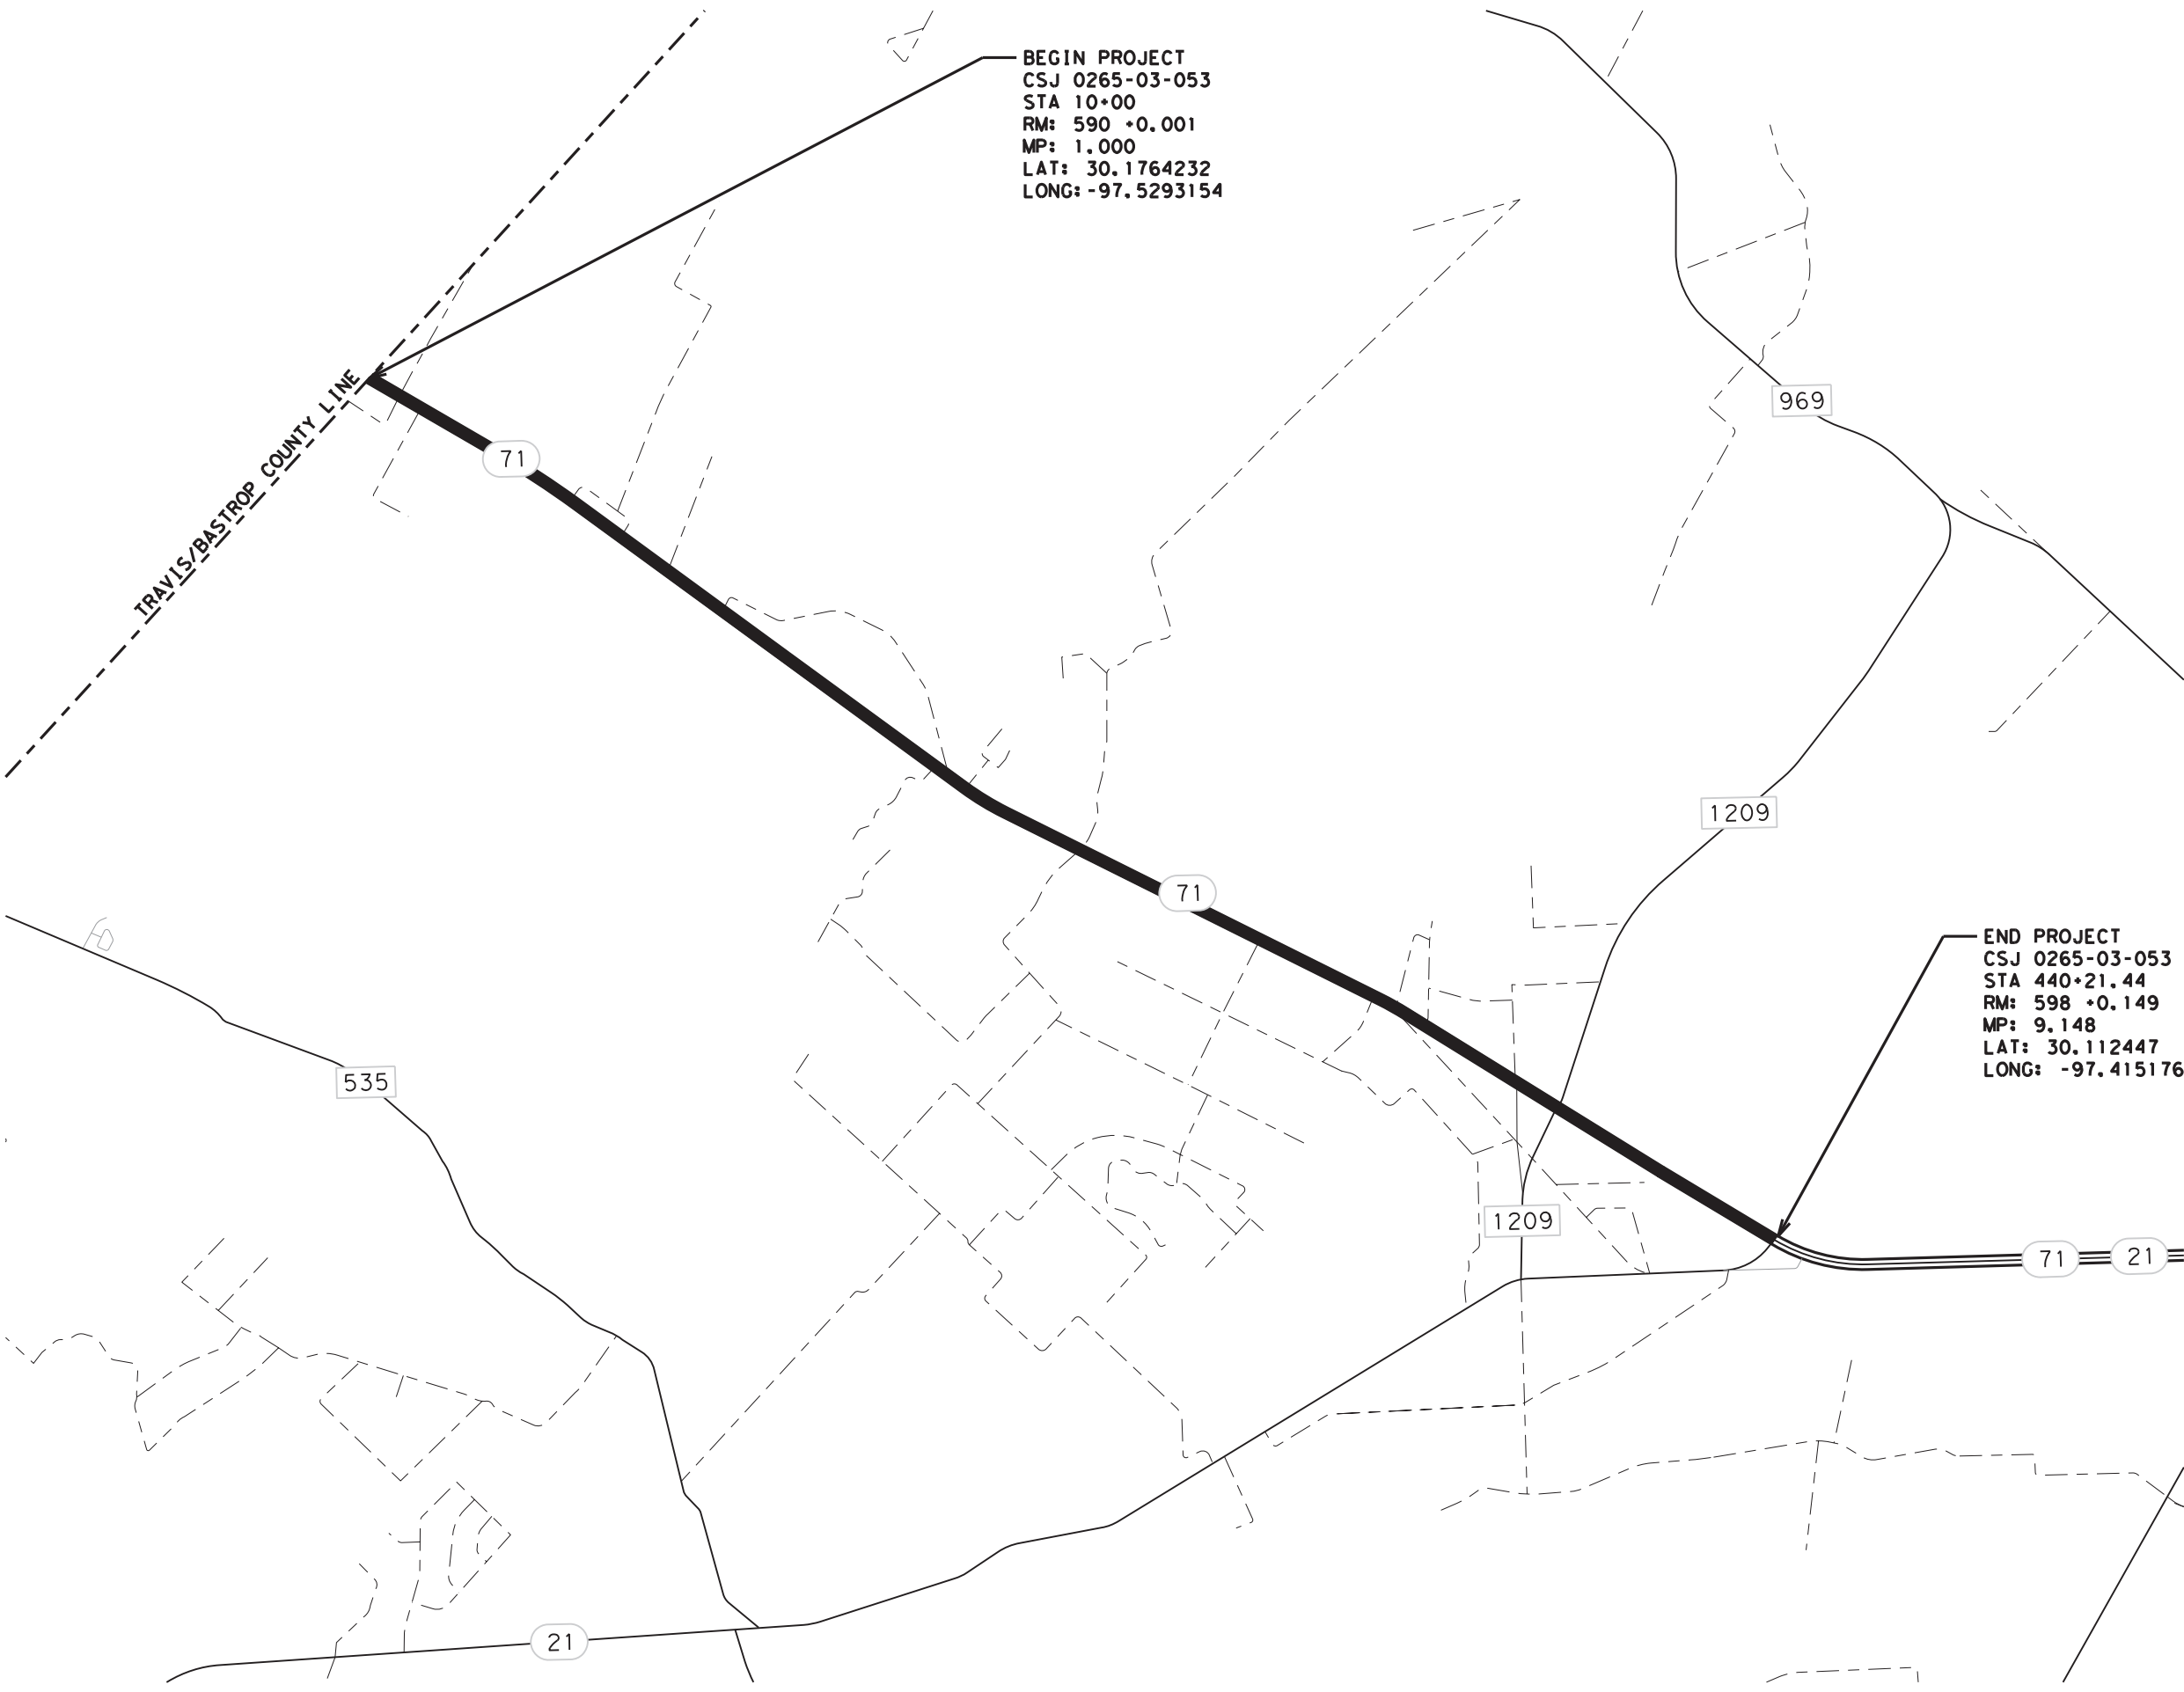 BEGIN PROJECT
CSJ 0265-03-053
STA 10+00
RM: 590 +0.001
MP: 1.000
LAT: 30.1764232
LONG:-97.5293154
TRAVIS/BASTROP COUNTY LINE
71
969
1209
71
END PROJECT
CSJ 0265-03-053
STA 440+21.44
RM: 598 +0.149
MP: 9.148
LAT: 30.112447
LONG: -97.415176
535
1209
71
21
21